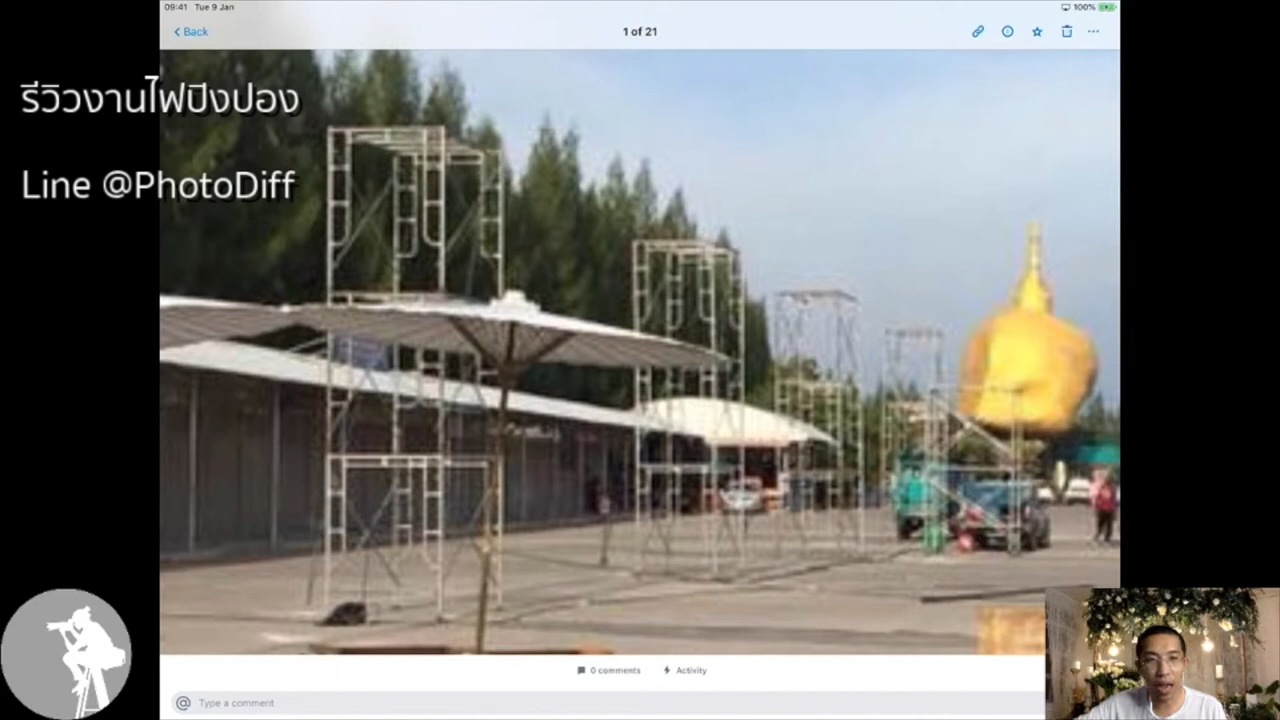 09:41 Tue 9 Jan
100%
Back
1 of 21
รีวิวงานไฟปิงปอง
Line @PhotoDiff
0 comments
Activity
@ Type a comment